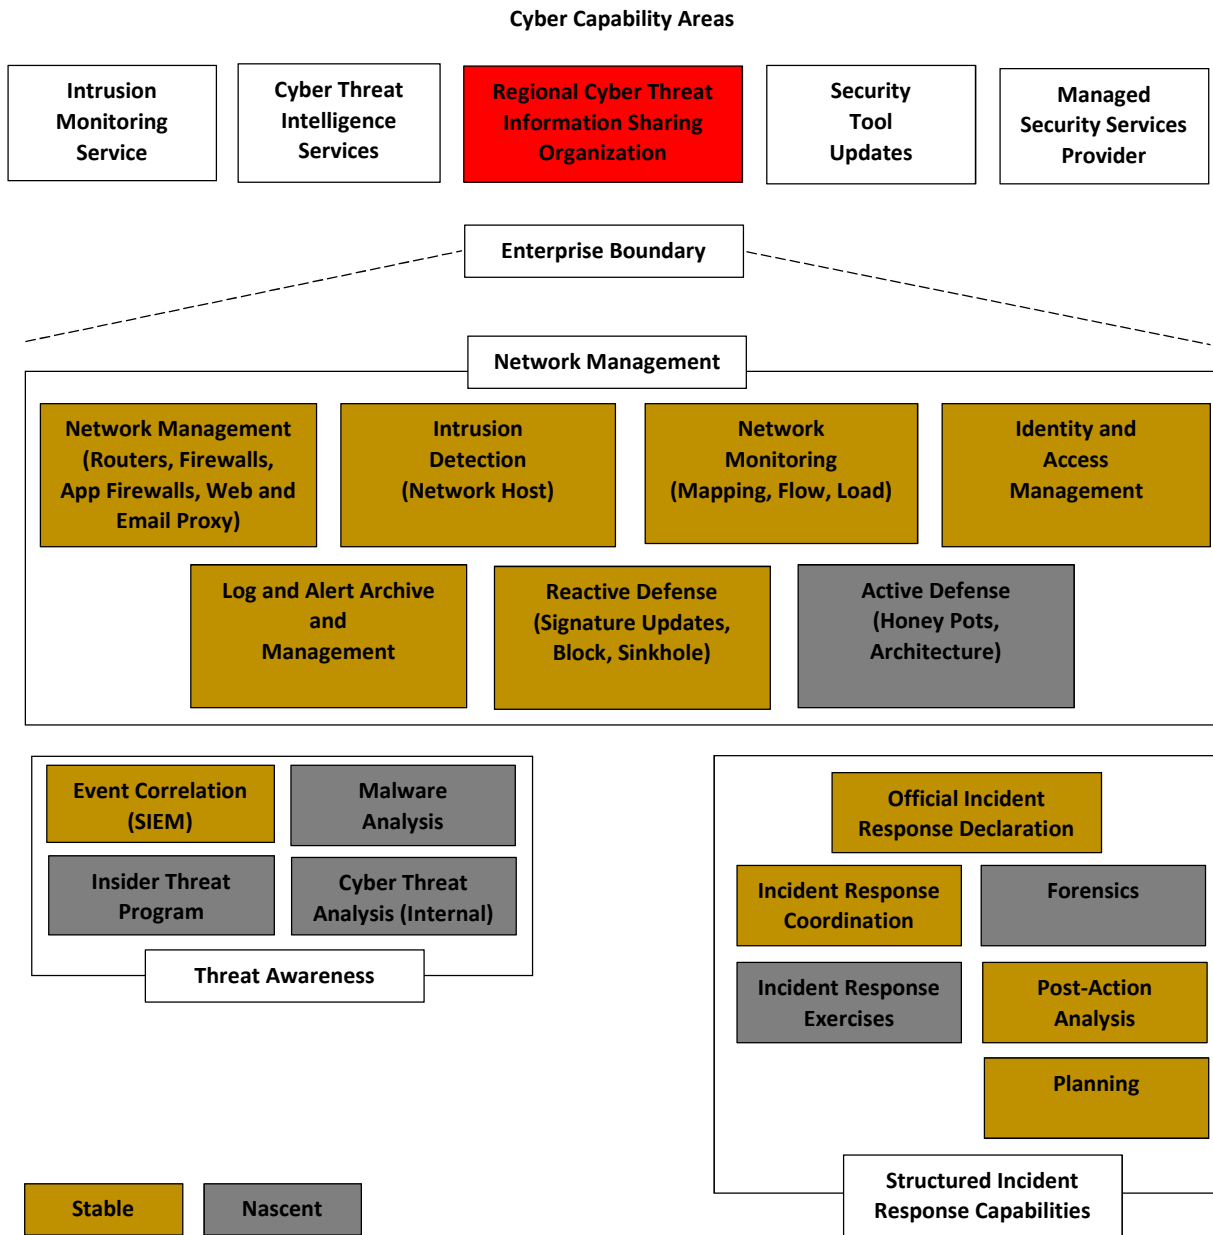 Cyber Capability Areas
Intrusion
Monitoring
Service
Cyber Threat
Intelligence
Services
Regional Cyber Threat
Information Sharing
Organization
Security
Tool
Updates
Managed
Security Services
Provider
Enterprise Boundary
Network Management
Network Management
(Routers, Firewalls,
App Firewalls, Web and
Email Proxy)
Intrusion
Detection
(Network Host)
Network
Monitoring
(Mapping, Flow, Load)
Identity and
Access
Management
Log and Alert Archive
and
Management
Reactive Defense
(Signature Updates,
Block, Sinkhole)
Active Defense
(Honey Pots,
Architecture)
Event Correlation
(SIEM)
Malware
Analysis
Insider Threat
Program
Cyber Threat
Analysis (Internal)
Threat Awareness
Official Incident
Response Declaration
Incident Response
Coordination
Forensics
Incident Response
Exercises
Post-Action
Analysis
Planning
Structured Incident
Response Capabilities
Stable
Nascent